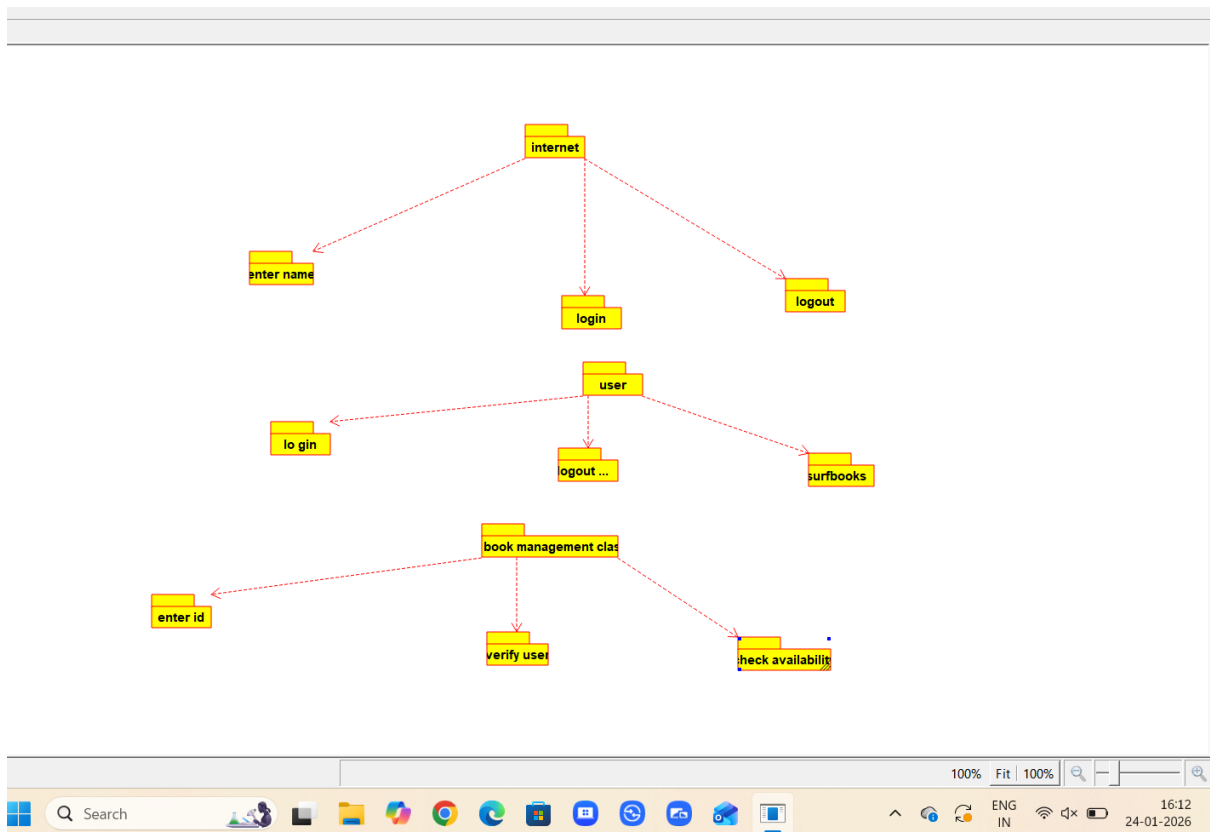 internet
enter name
login
logout
user
lo gin
logout ...
surfbooks
book management clas
enter id
verify user
heck availabilit
100% Fit 100%
Search
ENG
IN
16:12
24-01-2026